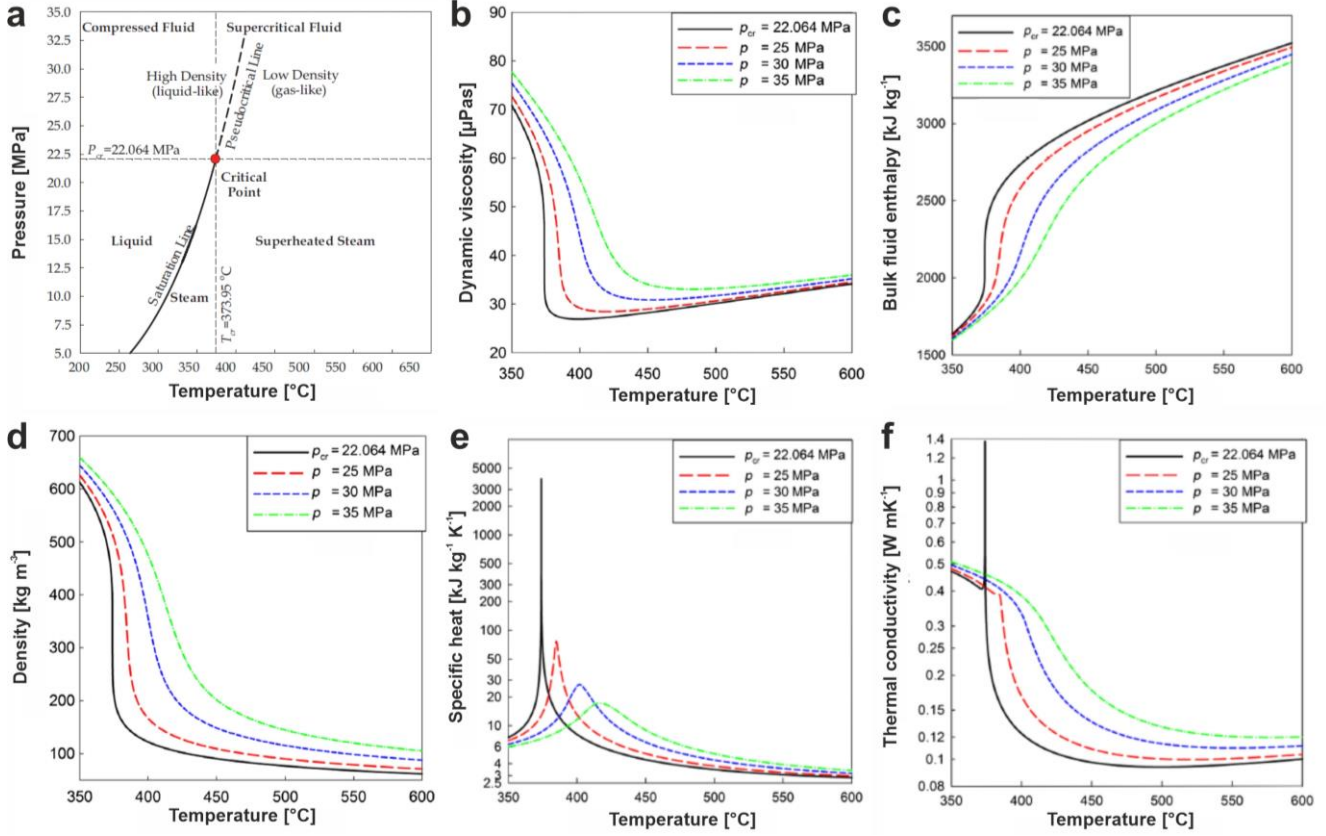 a
Compressed Fluid
Supercritical Fluid
High Density
(liquid-like)
Low Density
(gas-like)
Pseudocritical Line
Pcr=22.064 MPa
Critical
Point
Liquid
Saturation Line
Superheated Steam
Steam
Tcr=373.95 °C
Pressure [MPa]
35.0
32.5
30.0
27.5
25.0
22.5
20.0
17.5
15.0
12.5
10.0
7.5
5.0
200 250 300 350 400 450 500 550 600 650
Temperature [°C]
b
pcr = 22.064 MPa
p = 25 MPa
p = 30 MPa
p = 35 MPa
Dynamic viscosity [µPas]
90
80
70
60
50
40
30
20
350 400 450 500 550 600
Temperature [°C]
c
pcr = 22.064 MPa
p = 25 MPa
p = 30 MPa
p = 35 MPa
Bulk fluid enthalpy [kJ kg⁻¹]
3500
3000
2500
2000
1500
350 400 450 500 550 600
Temperature [°C]
d
pcr = 22.064 MPa
p = 25 MPa
p = 30 MPa
p = 35 MPa
Density [kg m⁻³]
700
600
500
400
300
200
100
350 400 450 500 550 600
Temperature [°C]
e
pcr = 22.064 MPa
p = 25 MPa
p = 30 MPa
p = 35 MPa
Specific heat [kJ kg⁻¹ K⁻¹]
5000
3000
2000
1000
500
300
200
100
50
30
20
10
6
4
3
2.5
350 400 450 500 550 600
Temperature [°C]
f
pcr = 22.064 MPa
p = 25 MPa
p = 30 MPa
p = 35 MPa
Thermal conductivity [W mK⁻¹]
1.4
1.2
1
0.9
0.8
0.7
0.6
0.5
0.4
0.3
0.25
0.2
0.15
0.12
0.1
0.08
350 400 450 500 550 600
Temperature [°C]